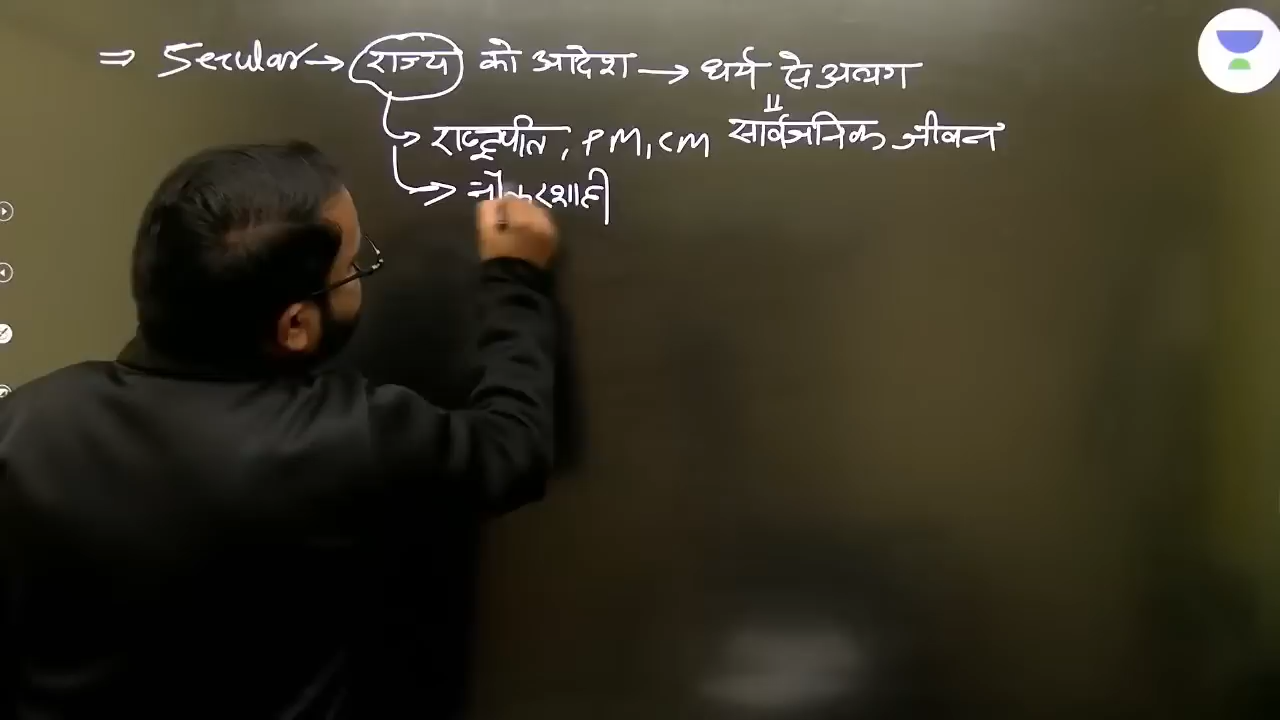 ⇒ Secular → राज्य को आदेश → धर्म से अलग
राष्ट्रपति, PM, CM सार्वजनिक जीवन
→ नौकरशाही